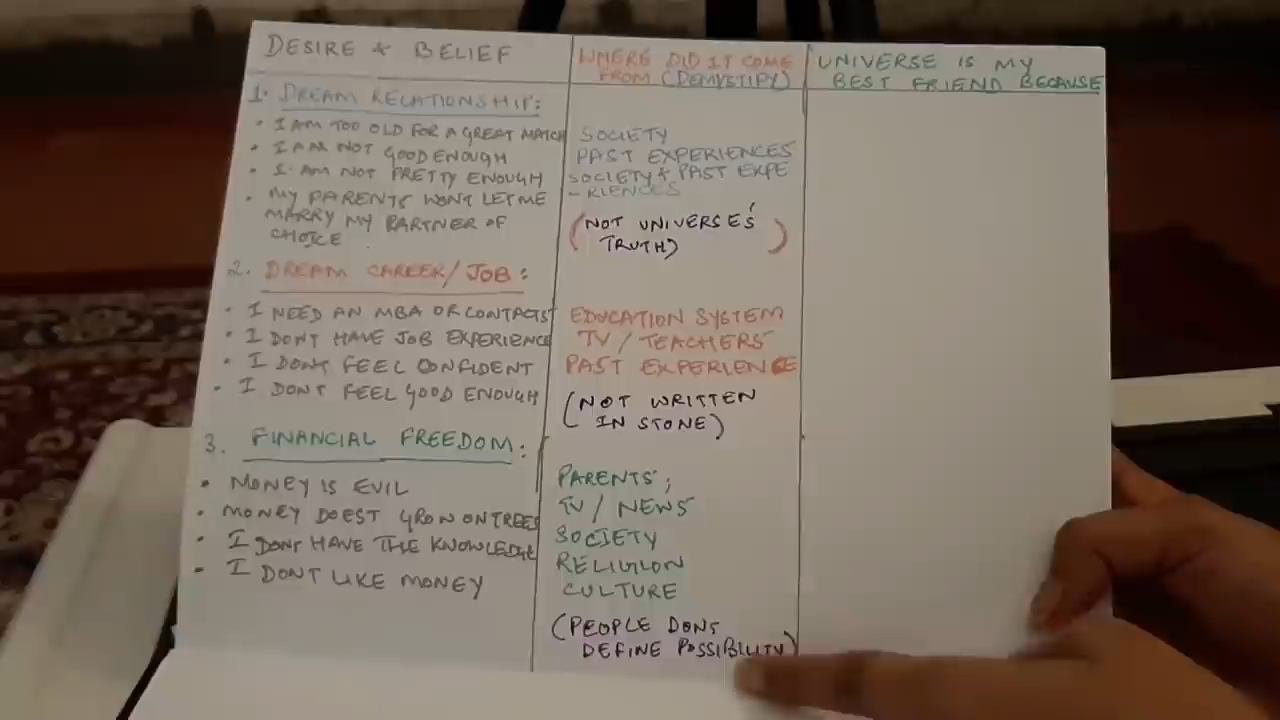 DESIRE & BELIEF
WHERE DID IT COME
FROM (DEMYSTIFY)
UNIVERSE IS MY
BEST FRIEND BECAUSE
1. DREAM RELATIONSHIP:
• I AM TOO OLD FOR A GREAT MATCH
• I AM NOT GOOD ENOUGH
• I AM NOT PRETTY ENOUGH
• MY PARENTS WONT LET ME
MARRY MY PARTNER OF
CHOICE
SOCIETY
PAST EXPERIENCES
SOCIETY & PAST EXPE
-RIENCES
(NOT UNIVERSE'S
TRUTH)
2. DREAM CAREER/JOB:
• I NEED AN MBA OR CONTACTS
• I DONT HAVE JOB EXPERIENCE
• I DONT FEEL CONFIDENT
• I DONT FEEL GOOD ENOUGH
EDUCATION SYSTEM
TV / TEACHERS
PAST EXPERIENCE
(NOT WRITTEN
IN STONE)
3. FINANCIAL FREEDOM:
• MONEY IS EVIL
• MONEY DOEST GROW ON TREES
• I DONT HAVE THE KNOWLEDGE
• I DONT LIKE MONEY
PARENTS;
TV / NEWS
SOCIETY
RELIGION
CULTURE
(PEOPLE DONT
DEFINE POSSIBILITY)